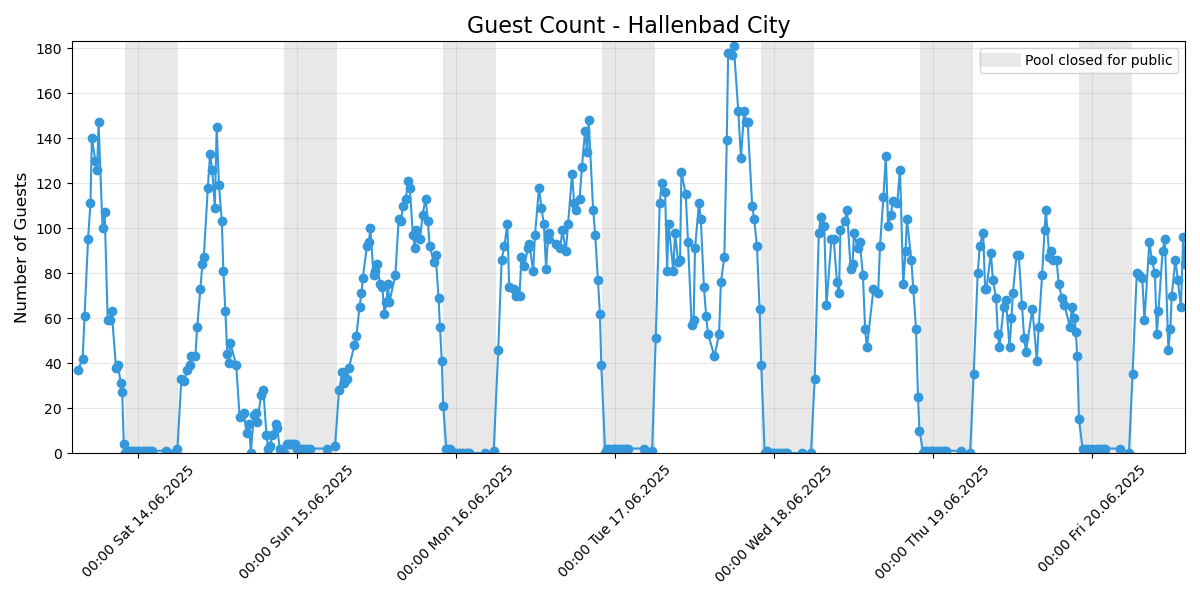 Guest Count - Hallenbad City
Pool closed for public
Number of Guests
180
160
140
120
100
80
60
40
20
0
00:00 Sat 14.06.2025
00:00 Sun 15.06.2025
00:00 Mon 16.06.2025
00:00 Tue 17.06.2025
00:00 Wed 18.06.2025
00:00 Thu 19.06.2025
00:00 Fri 20.06.2025